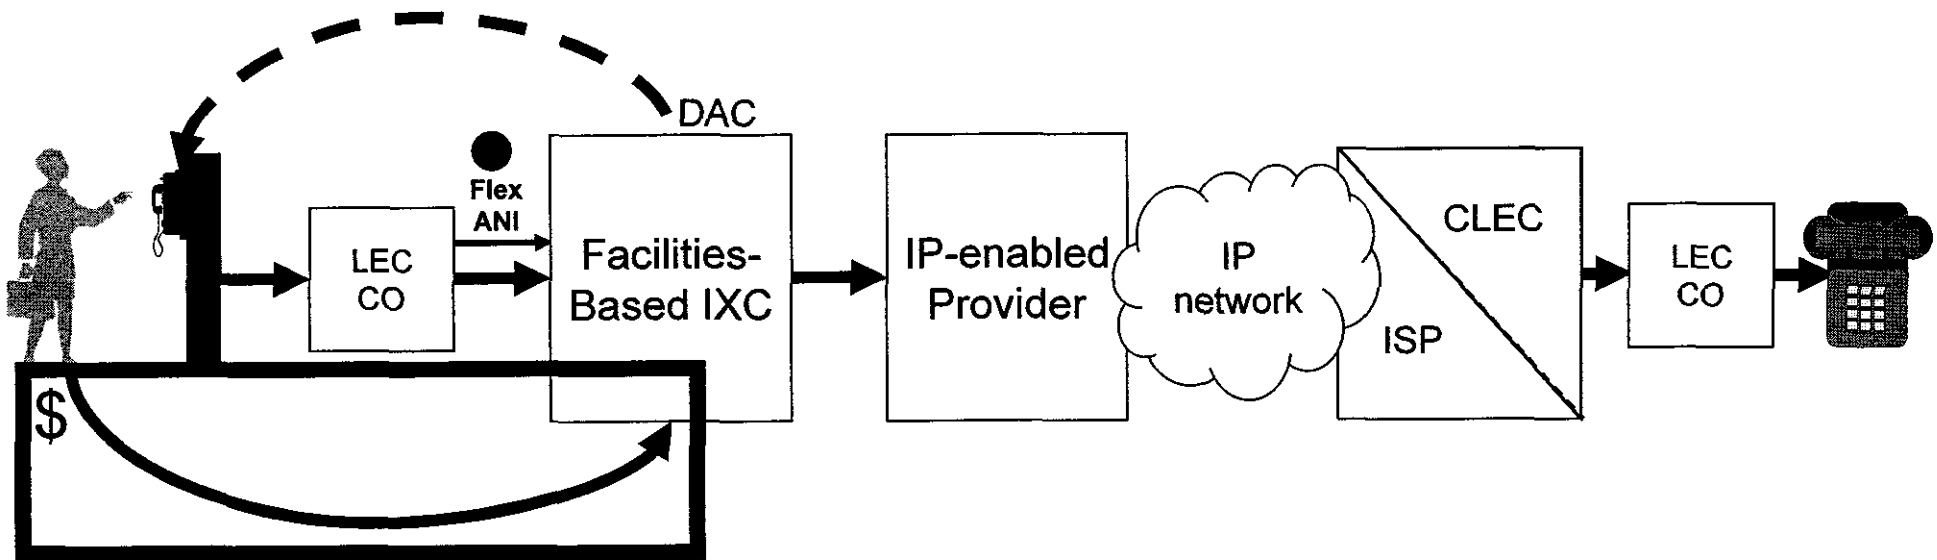 DAC
Flex
ANI
LEC
CO
Facilities-
Based IXC
IP-enabled
Provider
IP
network
CLEC
ISP
LEC
CO
$